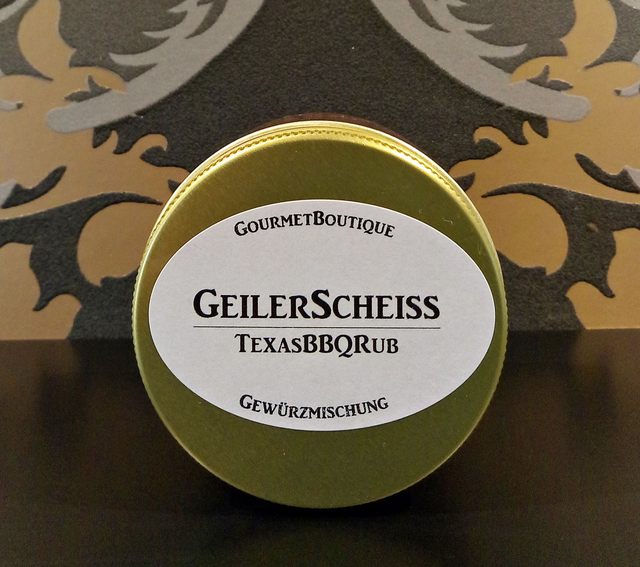 GourmetBoutique
GeilerScheiss
TexasBBQRub
Gewürzmischung